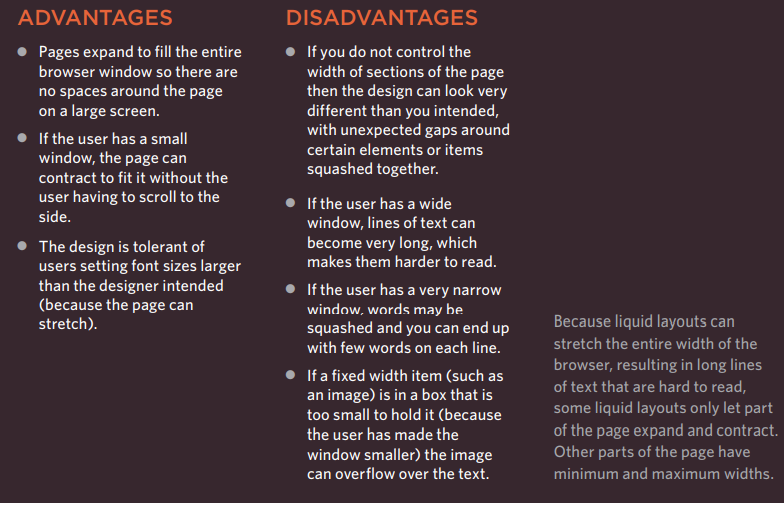 ADVANTAGES
Pages expand to fill the entire
browser window so there are
no spaces around the page
on a large screen.
If the user has a small
window, the page can
contract to fit it without the
user having to scroll to the
side.
The design is tolerant of
users setting font sizes larger
than the designer intended
(because the page can
stretch).
DISADVANTAGES
If you do not control the
width of sections of the page
then the design can look very
different than you intended,
with unexpected gaps around
certain elements or items
squashed together.
If the user has a wide
window, lines of text can
become very long, which
makes them harder to read.
If the user has a very narrow
window, words may be
squashed and you can end up
with few words on each line.
If a fixed width item (such as
an image) is in a box that is
too small to hold it (because
the user has made the
window smaller) the image
can overflow over the text.
Because liquid layouts can
stretch the entire width of the
browser, resulting in long lines
of text that are hard to read,
some liquid layouts only let part
of the page expand and contract.
Other parts of the page have
minimum and maximum widths.